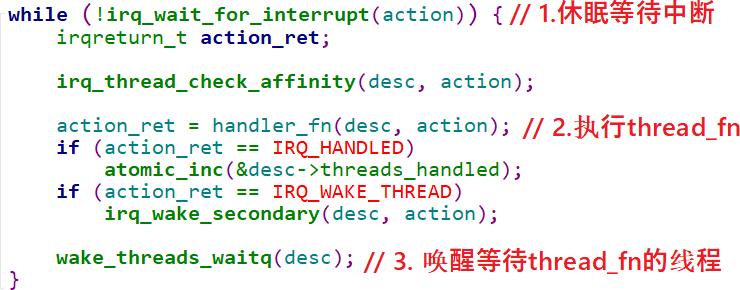 while (!irq_wait_for_interrupt(action)) { // 1.休眠等待中断
irqreturn_t action_ret;
irq_thread_check_affinity(desc, action);
action_ret = handler_fn(desc, action); // 2.执行thread_fn
if (action_ret == IRQ_HANDLED)
atomic_inc(&desc->threads_handled);
if (action_ret == IRQ_WAKE_THREAD)
irq_wake_secondary(desc, action);
wake_threads_waitq(desc); // 3. 唤醒等待thread_fn的线程
}